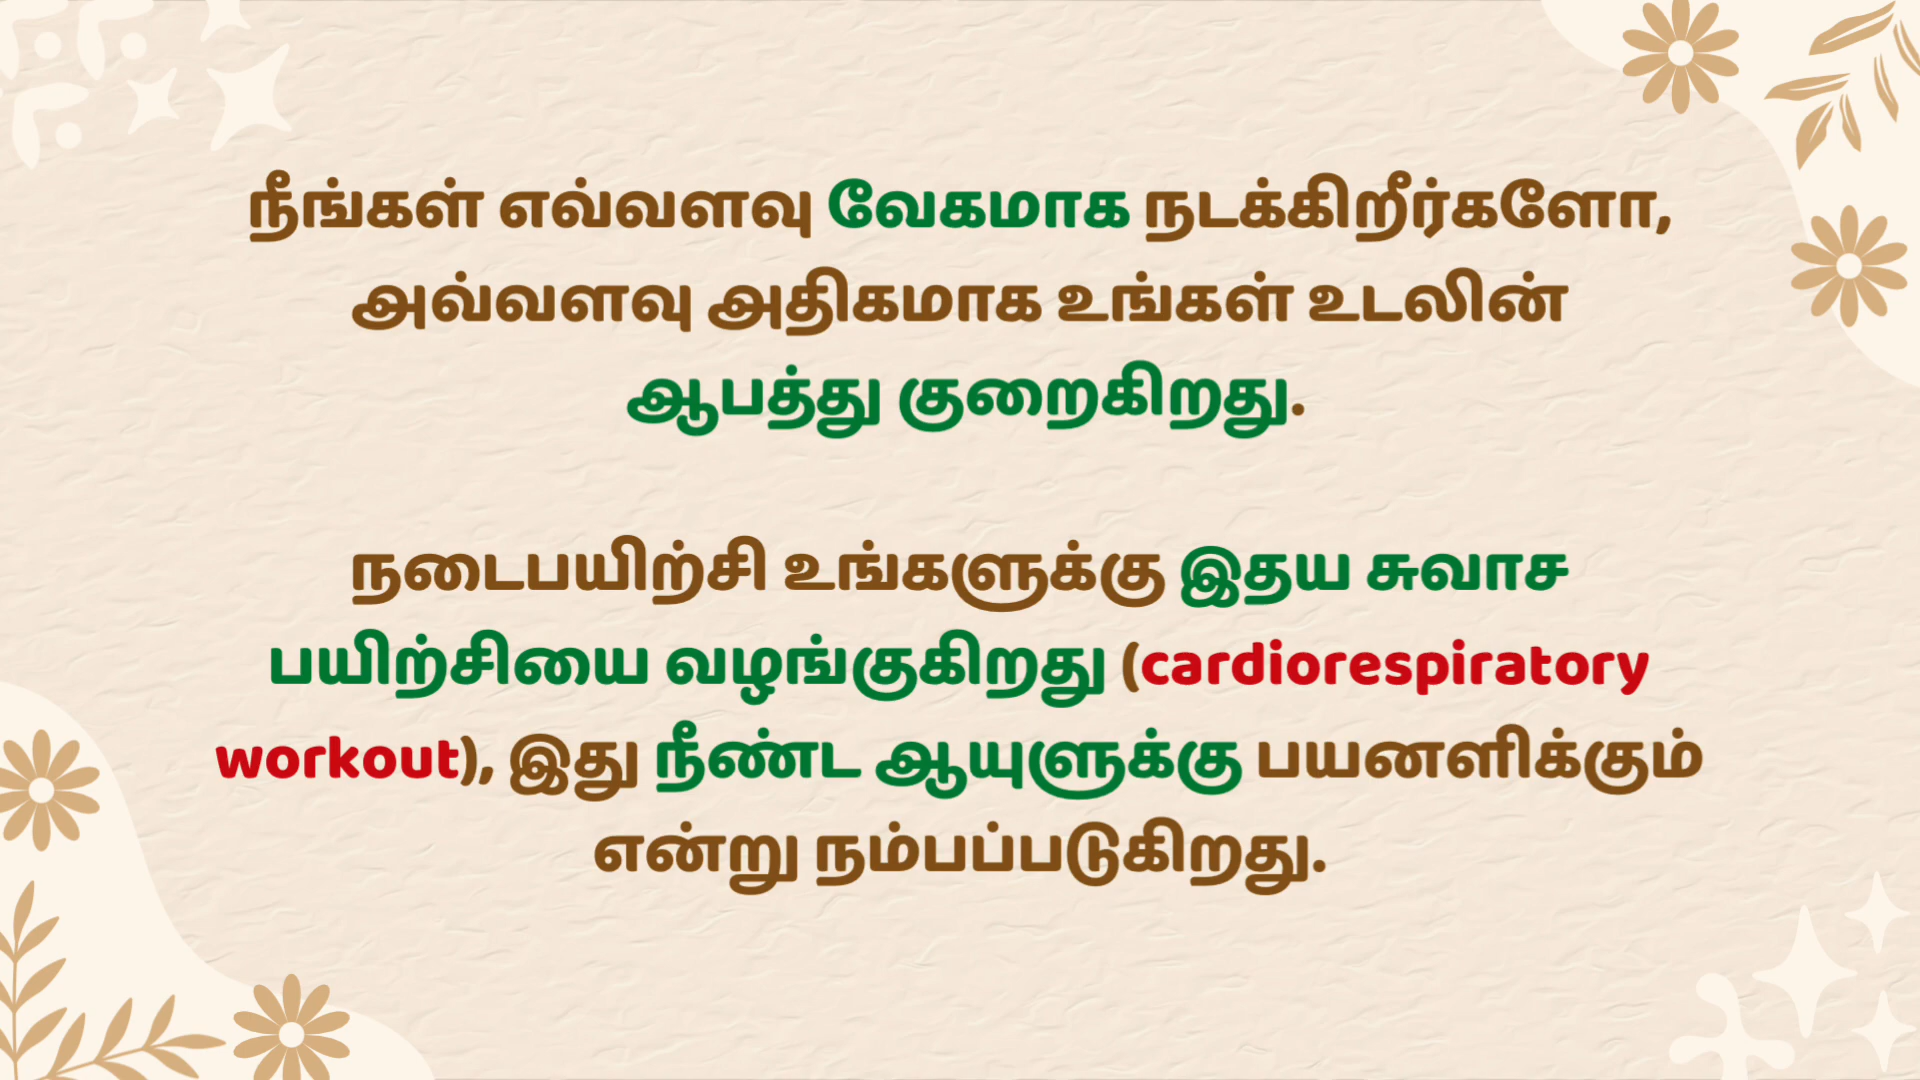 நீங்கள் எவ்வளவு வேகமாக நடக்கிறீர்களோ,
அவ்வளவு அதிகமாக உங்கள் உடலின்
ஆபத்து குறைகிறது.
நடைபயிற்சி உங்களுக்கு இதய சுவாச
பயிற்சியை வழங்குகிறது (cardiorespiratory
workout), இது நீண்ட ஆயுளுக்கு பயனளிக்கும்
என்று நம்பப்படுகிறது.